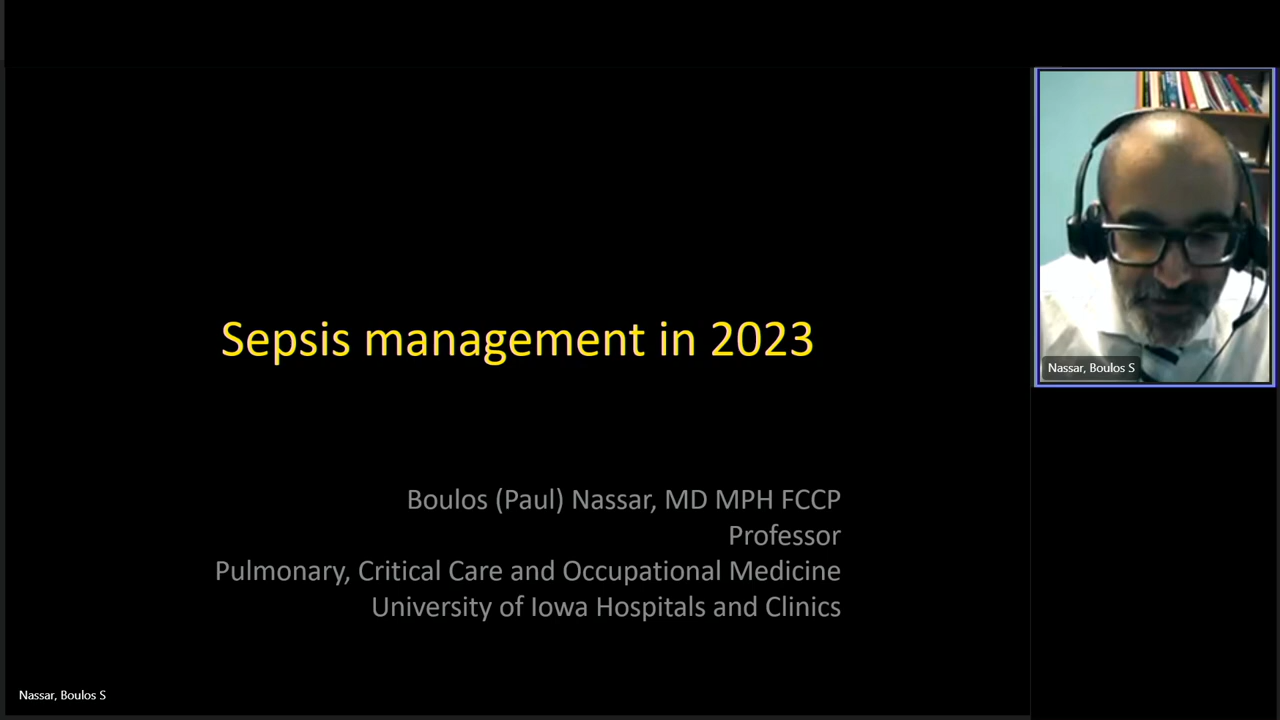 Sepsis management in 2023
Boulos (Paul) Nassar, MD MPH FCCP
Professor
Pulmonary, Critical Care and Occupational Medicine
University of Iowa Hospitals and Clinics
Nassar, Boulos S
Nassar, Boulos S